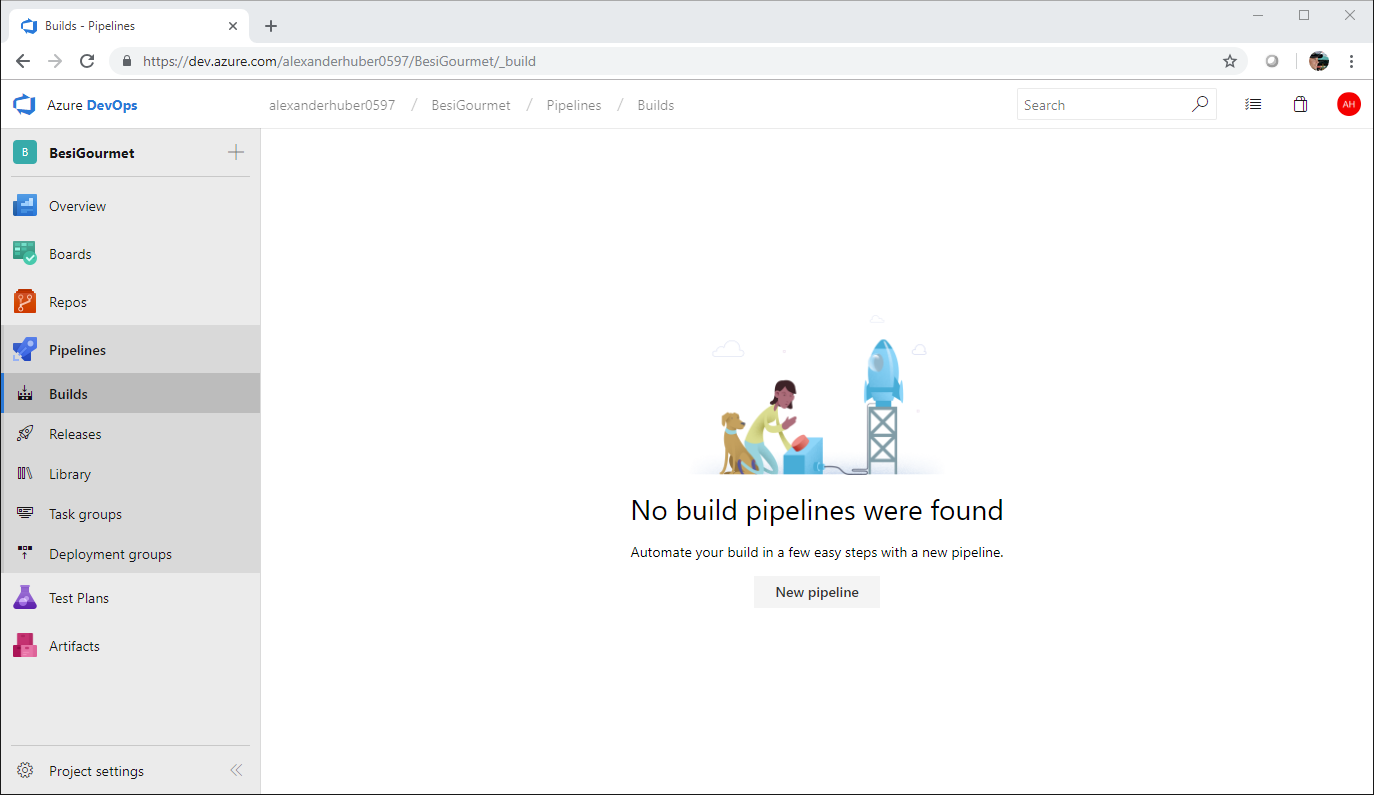 Builds - Pipelines
https://dev.azure.com/alexanderhuber0597/BesiGourmet/_build
Azure DevOps
alexanderhuber0597 / BesiGourmet / Pipelines / Builds
Search
AH
B BesiGourmet
Overview
Boards
Repos
Pipelines
Builds
Releases
Library
Task groups
Deployment groups
Test Plans
Artifacts
Project settings
No build pipelines were found
Automate your build in a few easy steps with a new pipeline.
New pipeline